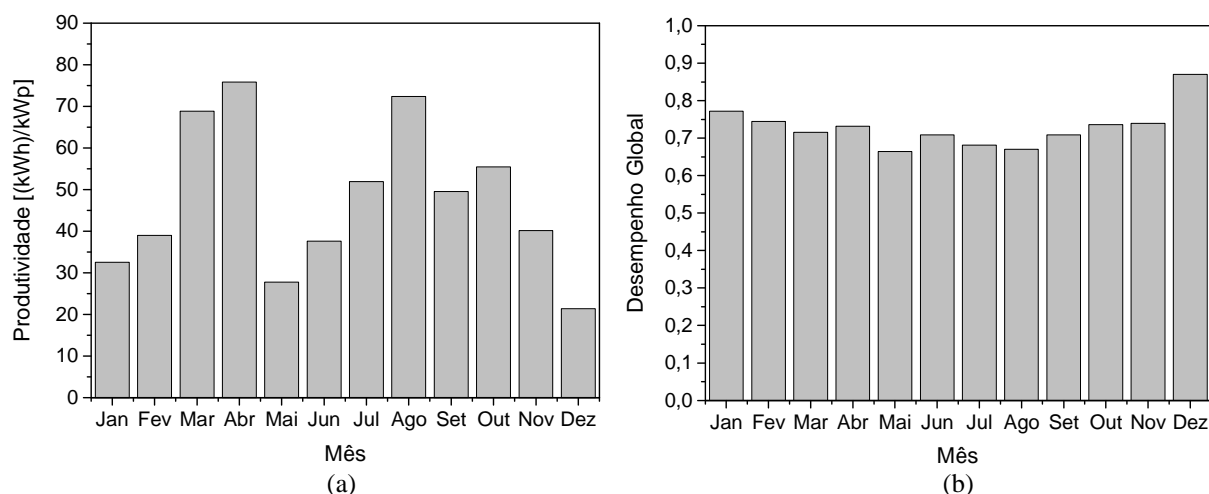 Produtividade [(kWh)/kWp]
90
80
70
60
50
40
30
20
10
0
Jan Fev Mar Abr Mai Jun Jul Ago Set Out Nov Dez
Mês
(a)
Desempenho Global
1,0
0,9
0,8
0,7
0,6
0,5
0,4
0,3
0,2
0,1
0,0
Jan Fev Mar Abr Mai Jun Jul Ago Set Out Nov Dez
Mês
(b)